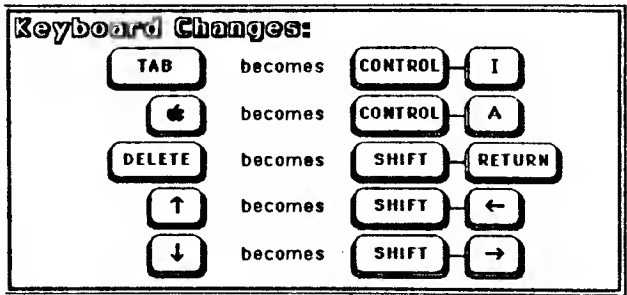 Keyboard Changes:
TAB becomes CONTROL I
becomes CONTROL A
DELETE becomes SHIFT RETURN
↑ becomes SHIFT ←
↓ becomes SHIFT →